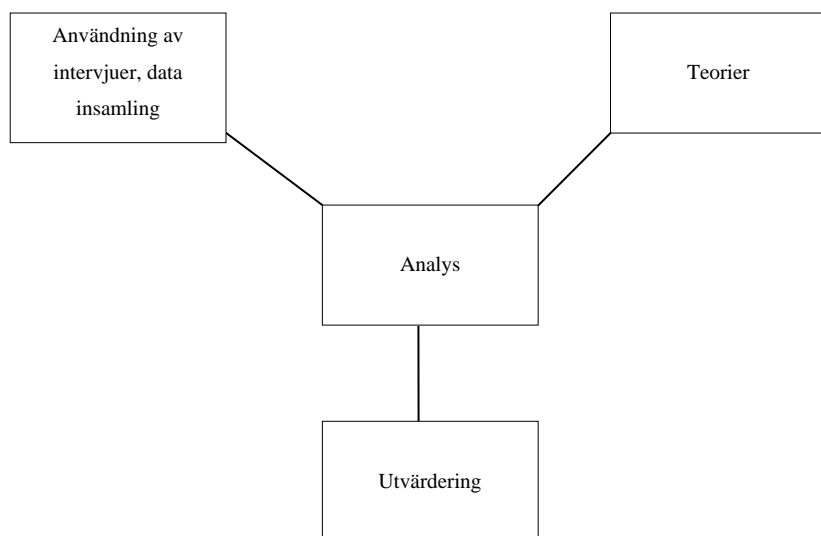 Användning av
intervjuer, data
insamling
Teorier
Analys
Utvärdering